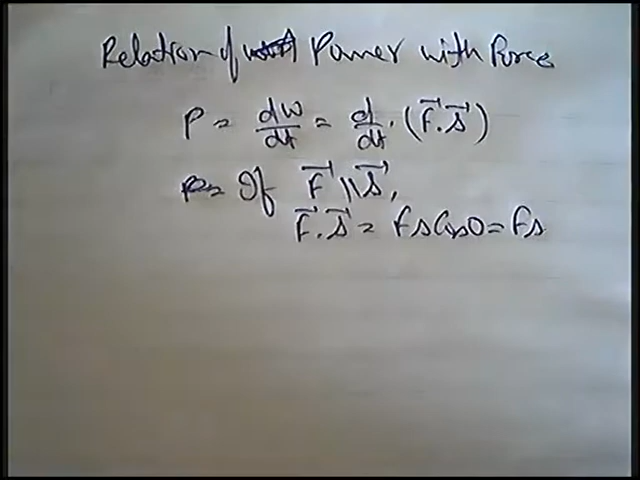 Relation of Power with Force
P = dw/dt = d/dt . (F⃗.s⃗)
P = If F⃗ || s⃗,
F⃗.s⃗ = Fs Cos0 = Fs